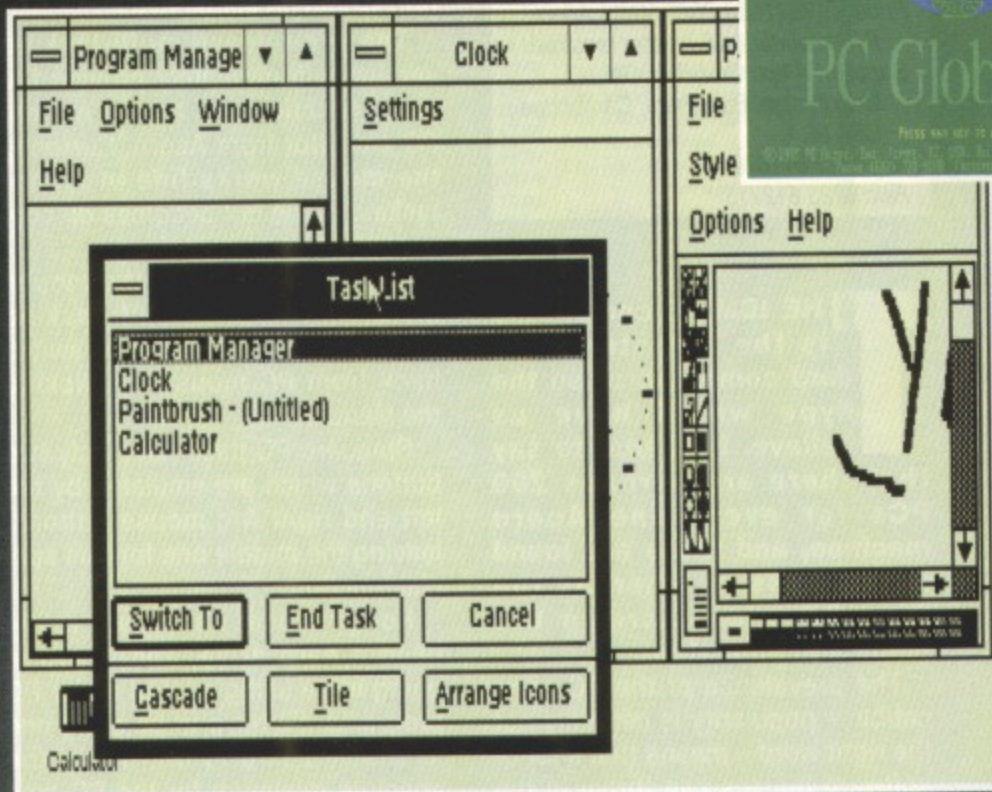 Program Manage
Clock
File Options Window
Help
Settings
File
Style
Options Help
PC Glob
Task List
Program Manager
Clock
Paintbrush - (Untitled)
Calculator
Switch To
End Task
Cancel
Cascade
Tile
Arrange Icons
Calculator